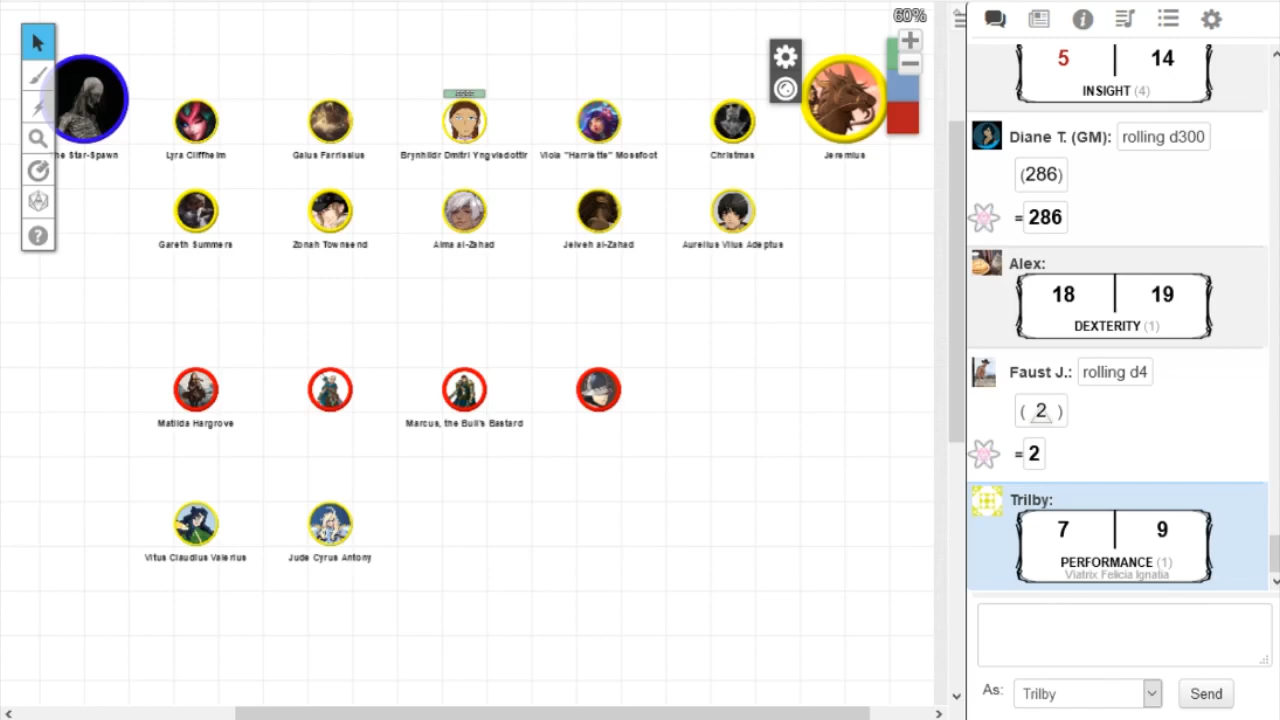 60%
he Star-Spawn
Lyra Cliffhelm
Gaius Farrissius
Brynhildr Dmitri Yngvisdottir
Viola "Harriette" Mossfoot
Christmas
Jeremius
Gareth Summers
Zonah Townsend
Alma al-Zahad
Jelveh al-Zahad
Aurelius Vilus Adeptus
Matilda Hargrove
Marcus, the Bull's Bastard
Vitus Claudius Valerius
Jude Cyrus Antony
5 14
INSIGHT (4)
Diane T. (GM): rolling d300
(286)
=286
Alex:
18 19
DEXTERITY (1)
Faust J.: rolling d4
( 2 )
=2
Trilby:
7 9
PERFORMANCE (1)
Viatrix Felicia Ignatia
As: Trilby Send